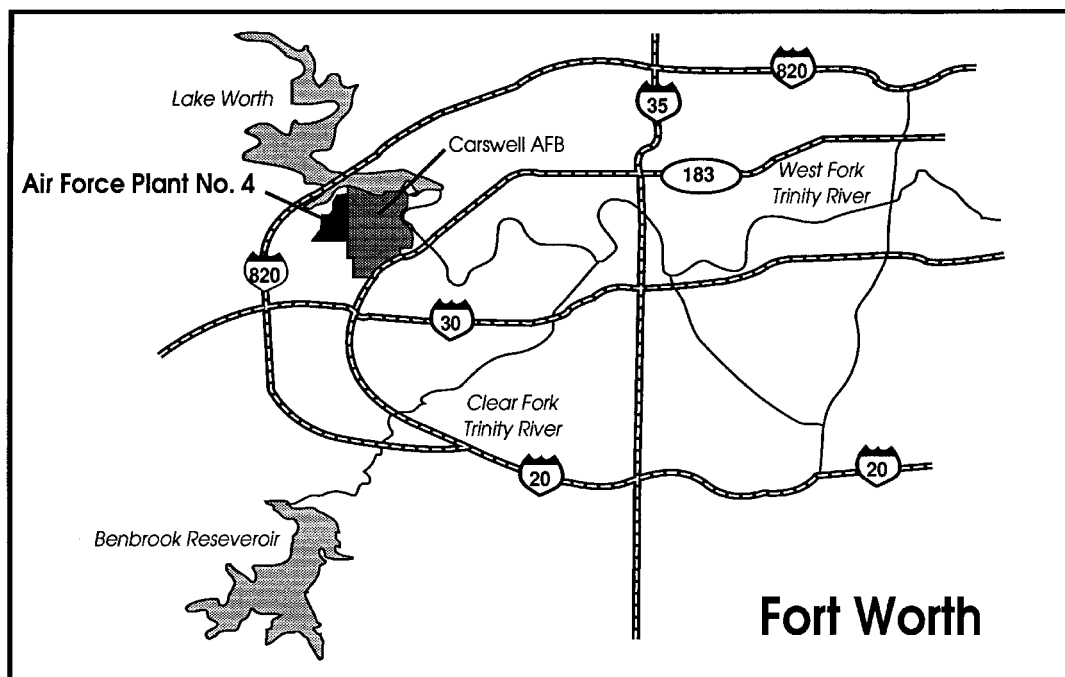 820
Lake Worth
35
Carswell AFB
Air Force Plant No. 4
183
West Fork
Trinity River
820
30
Clear Fork
Trinity River
20
20
Benbrook Reseveroir
Fort Worth